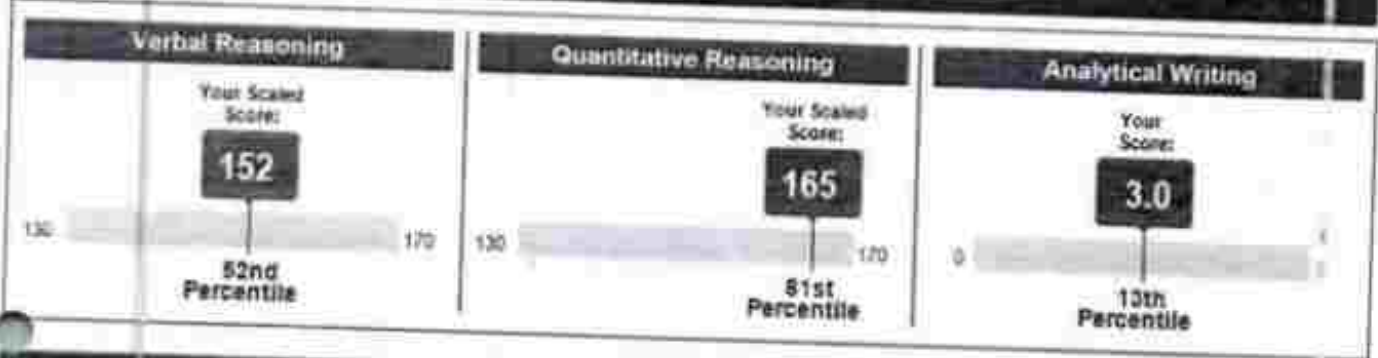 Verbal Reasoning
Your Scaled
Score:
152
130
170
52nd
Percentile
Quantitative Reasoning
Your Scaled
Score:
165
130
170
81st
Percentile
Analytical Writing
Your
Score:
3.0
0
13th
Percentile